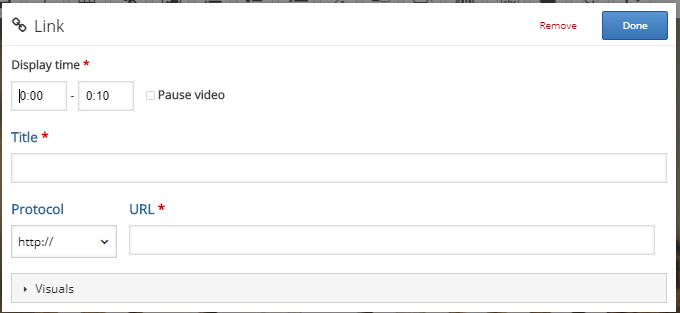 Link Remove Done
Display time *
0:00 - 0:10 Pause video
Title *
Protocol URL *
http://
Visuals